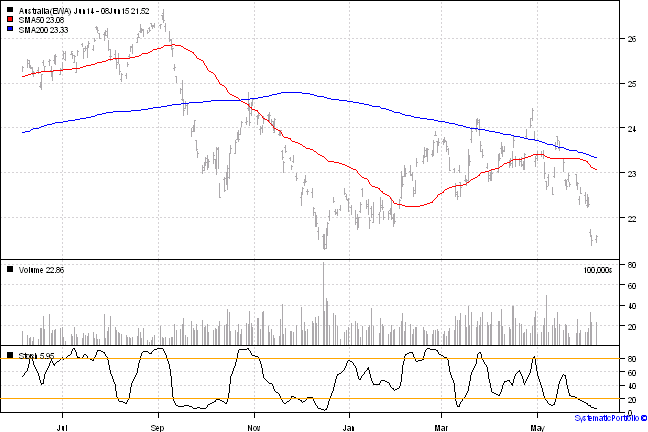 Australia(EWA) Jun14 - 08Jun15 21.52
SMA50 23.08
SMA200 23.33
26
25
24
23
22
Volume 22.86
100,000s
80
60
40
20
Stoch 5.95
80
60
40
20
0
Jul
Sep
Nov
Jan
Mar
May
SystematicPortfolio ©